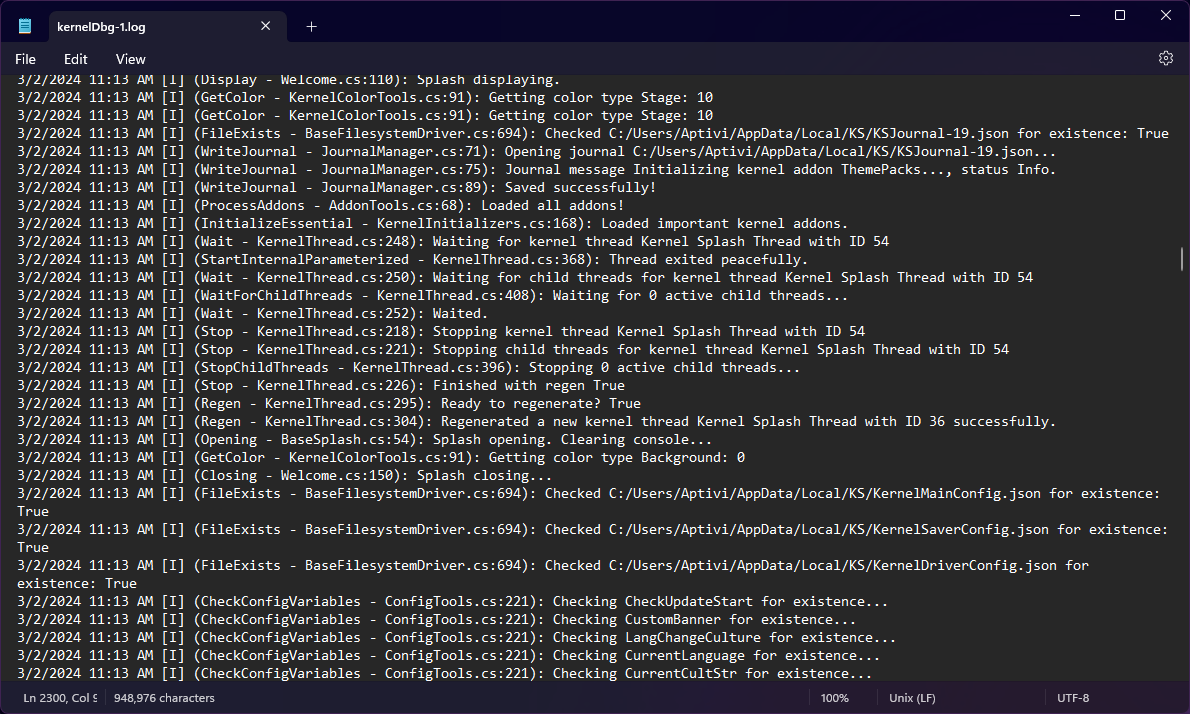 kernelDbg-1.log
File Edit View
3/2/2024 11:13 AM [I] (Display - Welcome.cs:110): Splash displaying.
3/2/2024 11:13 AM [I] (GetColor - KernelColorTools.cs:91): Getting color type Stage: 10
3/2/2024 11:13 AM [I] (GetColor - KernelColorTools.cs:91): Getting color type Stage: 10
3/2/2024 11:13 AM [I] (FileExists - BaseFilesystemDriver.cs:694): Checked C:/Users/Aptivi/AppData/Local/KS/KSJournal-19.json for existence: True
3/2/2024 11:13 AM [I] (WriteJournal - JournalManager.cs:71): Opening journal C:/Users/Aptivi/AppData/Local/KS/KSJournal-19.json...
3/2/2024 11:13 AM [I] (WriteJournal - JournalManager.cs:75): Journal message Initializing kernel addon ThemePacks..., status Info.
3/2/2024 11:13 AM [I] (WriteJournal - JournalManager.cs:89): Saved successfully!
3/2/2024 11:13 AM [I] (ProcessAddons - AddonTools.cs:68): Loaded all addons!
3/2/2024 11:13 AM [I] (InitializeEssential - KernelInitializers.cs:168): Loaded important kernel addons.
3/2/2024 11:13 AM [I] (Wait - KernelThread.cs:248): Waiting for kernel thread Kernel Splash Thread with ID 54
3/2/2024 11:13 AM [I] (StartInternalParameterized - KernelThread.cs:368): Thread exited peacefully.
3/2/2024 11:13 AM [I] (Wait - KernelThread.cs:250): Waiting for child threads for kernel thread Kernel Splash Thread with ID 54
3/2/2024 11:13 AM [I] (WaitForChildThreads - KernelThread.cs:408): Waiting for 0 active child threads...
3/2/2024 11:13 AM [I] (Wait - KernelThread.cs:252): Waited.
3/2/2024 11:13 AM [I] (Stop - KernelThread.cs:218): Stopping kernel thread Kernel Splash Thread with ID 54
3/2/2024 11:13 AM [I] (Stop - KernelThread.cs:221): Stopping child threads for kernel thread Kernel Splash Thread with ID 54
3/2/2024 11:13 AM [I] (StopChildThreads - KernelThread.cs:396): Stopping 0 active child threads...
3/2/2024 11:13 AM [I] (Stop - KernelThread.cs:226): Finished with regen True
3/2/2024 11:13 AM [I] (Regen - KernelThread.cs:295): Ready to regenerate? True
3/2/2024 11:13 AM [I] (Regen - KernelThread.cs:304): Regenerated a new kernel thread Kernel Splash Thread with ID 36 successfully.
3/2/2024 11:13 AM [I] (Opening - BaseSplash.cs:54): Splash opening. Clearing console...
3/2/2024 11:13 AM [I] (GetColor - KernelColorTools.cs:91): Getting color type Background: 0
3/2/2024 11:13 AM [I] (Closing - Welcome.cs:150): Splash closing...
3/2/2024 11:13 AM [I] (FileExists - BaseFilesystemDriver.cs:694): Checked C:/Users/Aptivi/AppData/Local/KS/KernelMainConfig.json for existence:
True
3/2/2024 11:13 AM [I] (FileExists - BaseFilesystemDriver.cs:694): Checked C:/Users/Aptivi/AppData/Local/KS/KernelSaverConfig.json for existence:
True
3/2/2024 11:13 AM [I] (FileExists - BaseFilesystemDriver.cs:694): Checked C:/Users/Aptivi/AppData/Local/KS/KernelDriverConfig.json for
existence: True
3/2/2024 11:13 AM [I] (CheckConfigVariables - ConfigTools.cs:221): Checking CheckUpdateStart for existence...
3/2/2024 11:13 AM [I] (CheckConfigVariables - ConfigTools.cs:221): Checking CustomBanner for existence...
3/2/2024 11:13 AM [I] (CheckConfigVariables - ConfigTools.cs:221): Checking LangChangeCulture for existence...
3/2/2024 11:13 AM [I] (CheckConfigVariables - ConfigTools.cs:221): Checking CurrentLanguage for existence...
3/2/2024 11:13 AM [I] (CheckConfigVariables - ConfigTools.cs:221): Checking CurrentCultStr for existence...
Ln 2300, Col 948,976 characters 100% Unix (LF) UTF-8